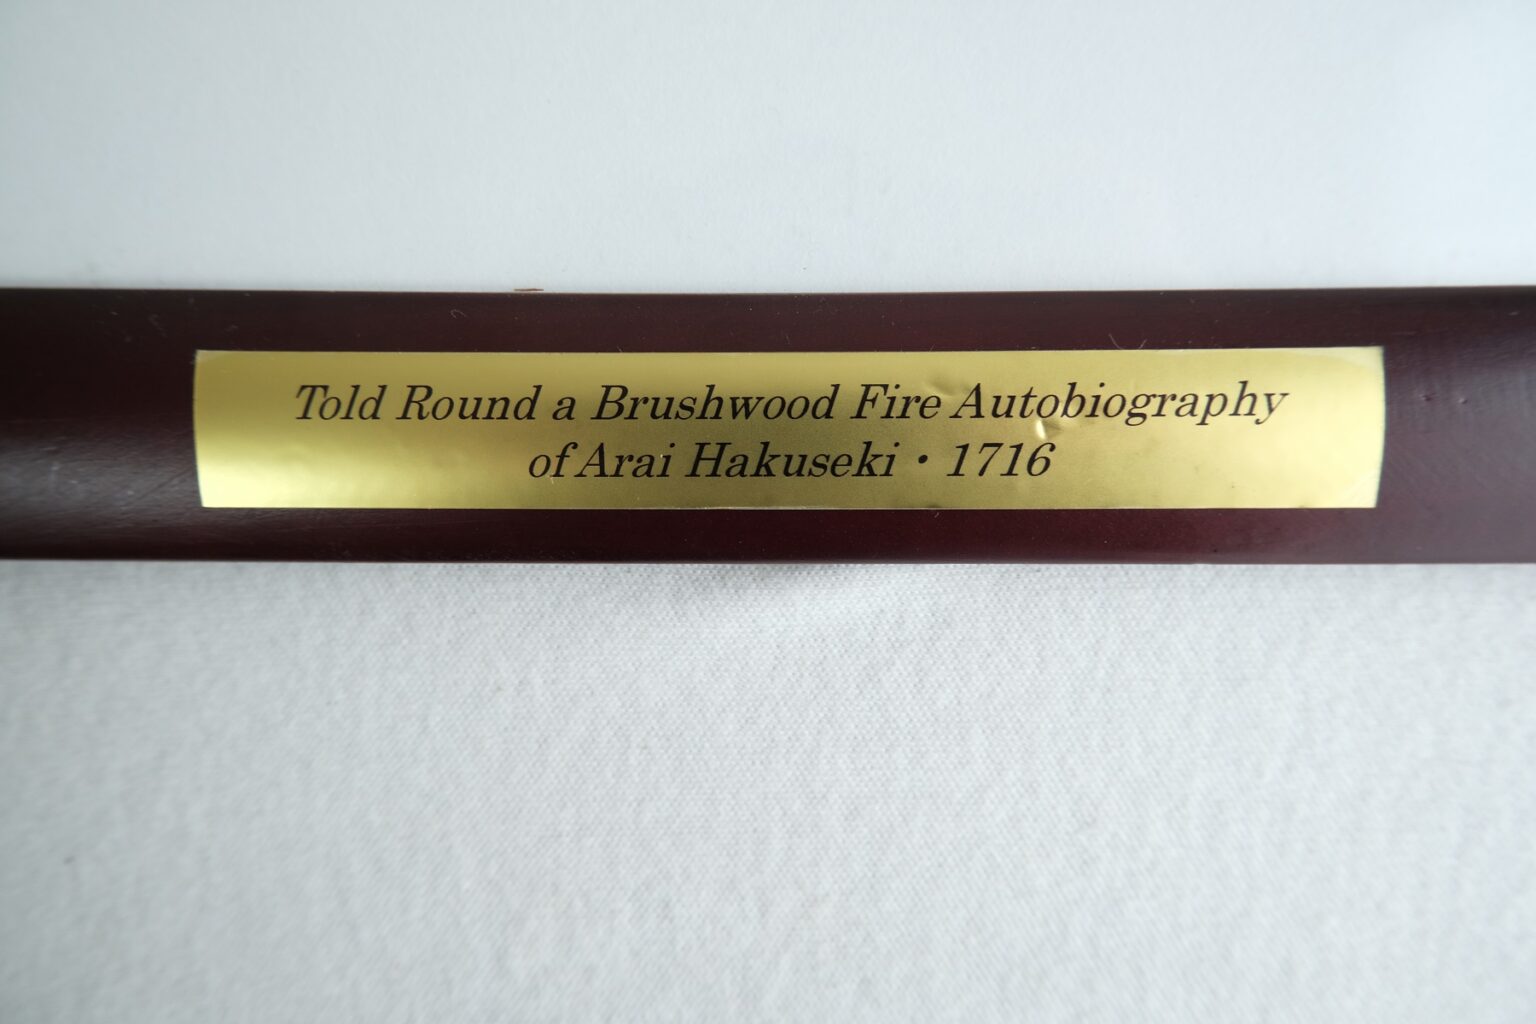 Told Round a Brushwood Fire Autobiography
of Arai Hakuseki • 1716